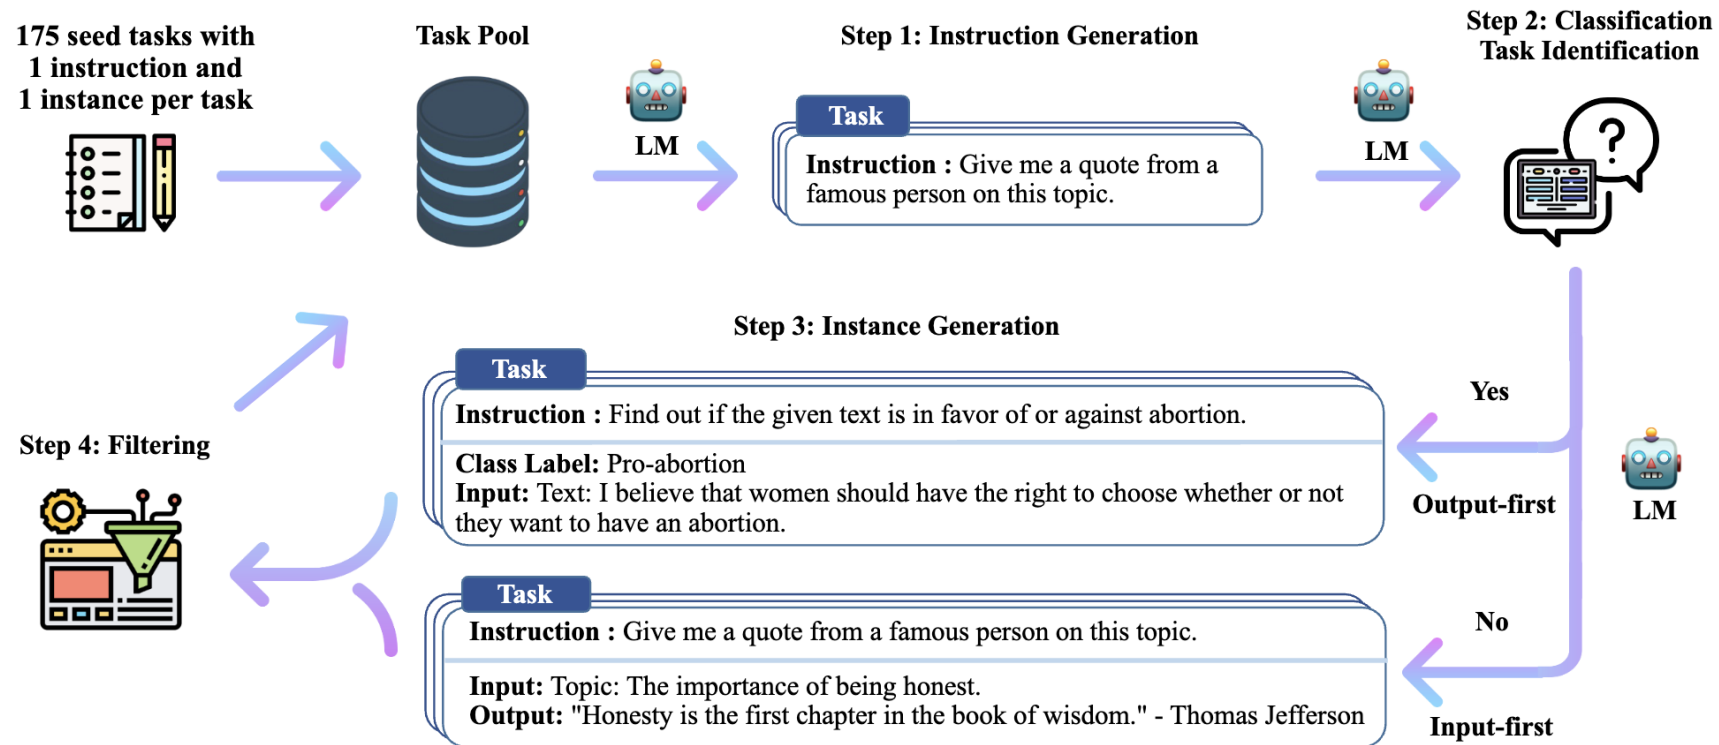 175 seed tasks with
1 instruction and
1 instance per task
Task Pool
LM
Step 1: Instruction Generation
Task
Instruction : Give me a quote from a
famous person on this topic.
LM
Step 2: Classification
Task Identification
Step 3: Instance Generation
Task
Instruction : Find out if the given text is in favor of or against abortion.
Class Label: Pro-abortion
Input: Text: I believe that women should have the right to choose whether or not
they want to have an abortion.
Yes
Output-first
LM
Task
Instruction : Give me a quote from a famous person on this topic.
Input: Topic: The importance of being honest.
Output: "Honesty is the first chapter in the book of wisdom." - Thomas Jefferson
No
Input-first
Step 4: Filtering